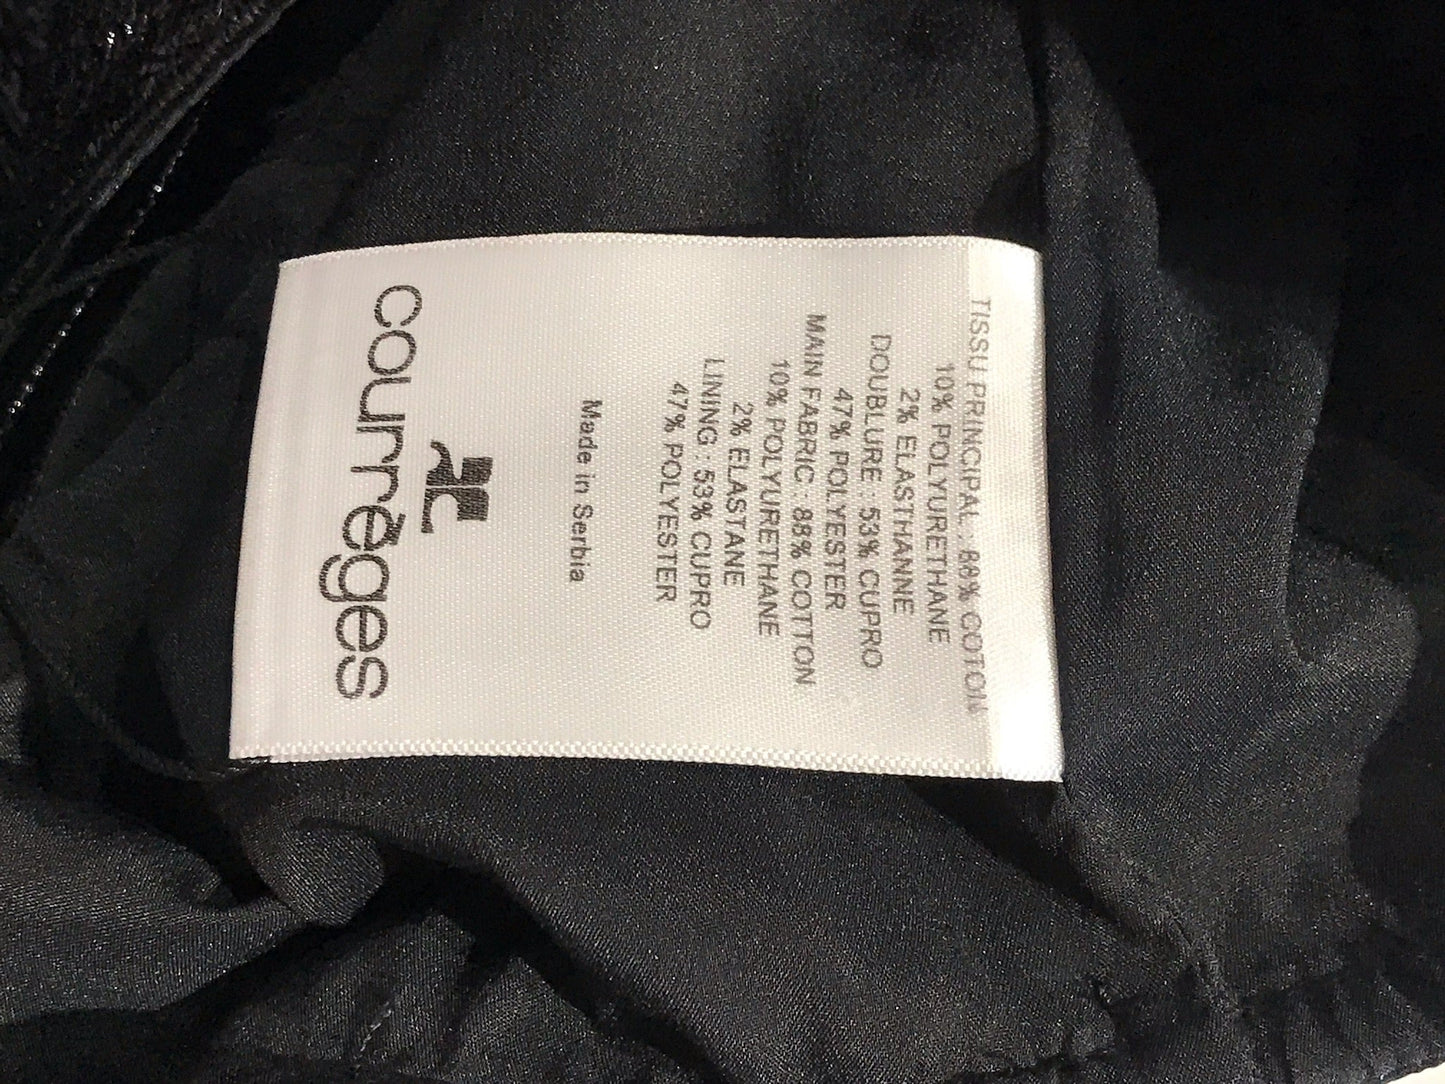 TISSU PRINCIPAL : 88% COTON
10% POLYURETHANE
2% ELASTHANNE
DOUBLURE : 53% CUPRO
47% POLYESTER
MAIN FABRIC : 88% COTTON
10% POLYURETHANE
2% ELASTANE
LINING : 53% CUPRO
47% POLYESTER
Made in Serbia
courrèges